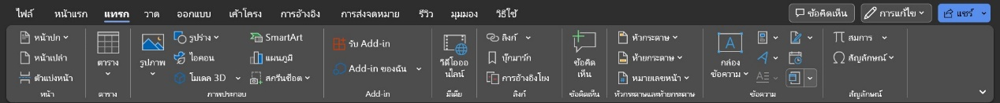 ไฟล์ หน้าแรก แทรก วาด ออกแบบ เค้าโครง การอ้างอิง การส่งจดหมาย รีวิว มุมมอง วิธีใช้ ข้อคิดเห็น การแก้ไข แชร์
หน้าปก
หน้าเปล่า
ตัวแบ่งหน้า
หน้า
ตาราง
ตาราง
รูปภาพ
รูปร่าง
ไอคอน
โมเดล 3D
SmartArt
แผนภูมิ
สกรีนช็อต
ภาพประกอบ
รับ Add-in
Add-in ของฉัน
Add-in
วิดีโอออ
นไลน์
มีเดีย
ลิงก์
บุ๊กมาร์ก
การอ้างอิงโยง
ลิงก์
ข้อคิด
เห็น
ข้อคิดเห็น
หัวกระดาษ
ท้ายกระดาษ
หมายเลขหน้า
หัวกระดาษและท้ายกระดาษ
กล่อง
ข้อความ
ข้อความ
สมการ
สัญลักษณ์
สัญลักษณ์